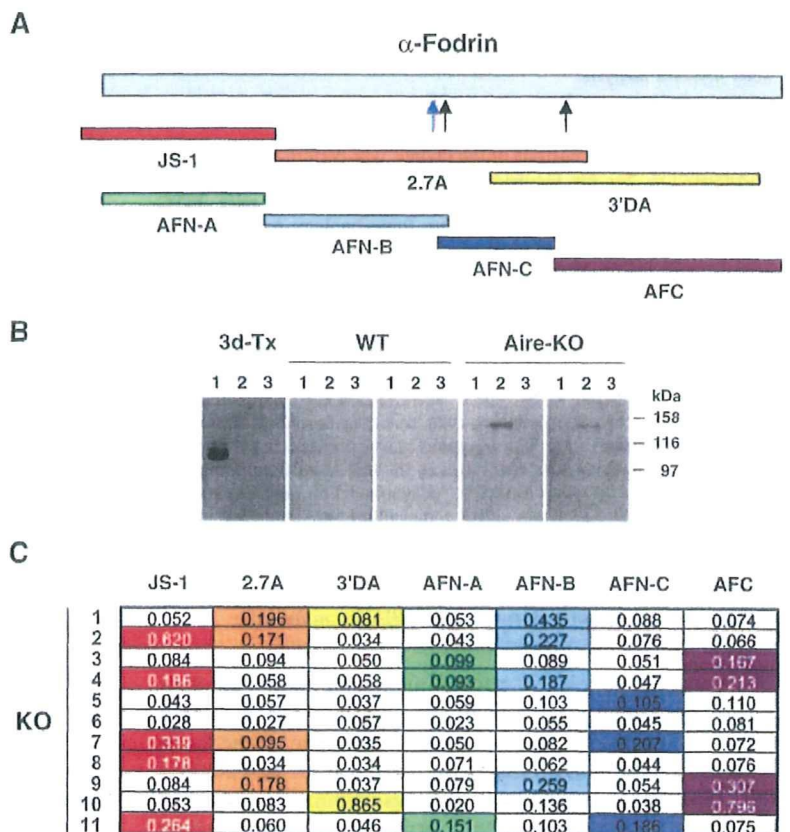 A
α-Fodrin
JS-1
2.7A
3'DA
AFN-A
AFN-B
AFN-C
AFC
B
3d-Tx WT Aire-KO
1 2 3 1 2 3 1 2 3 1 2 3 1 2 3
kDa
158
116
97
C
JS-1 2.7A 3'DA AFN-A AFN-B AFN-C AFC
KO
1 0.052 0.196 0.081 0.053 0.435 0.088 0.074
2 0.620 0.171 0.034 0.043 0.227 0.076 0.066
3 0.084 0.094 0.050 0.099 0.089 0.051 0.167
4 0.186 0.058 0.058 0.093 0.187 0.047 0.213
5 0.043 0.057 0.037 0.059 0.103 0.105 0.110
6 0.028 0.027 0.057 0.023 0.055 0.045 0.081
7 0.339 0.095 0.035 0.050 0.082 0.207 0.072
8 0.178 0.034 0.034 0.071 0.062 0.044 0.076
9 0.084 0.178 0.037 0.079 0.259 0.054 0.307
10 0.053 0.083 0.865 0.020 0.136 0.038 0.796
11 0.264 0.060 0.046 0.151 0.103 0.186 0.075